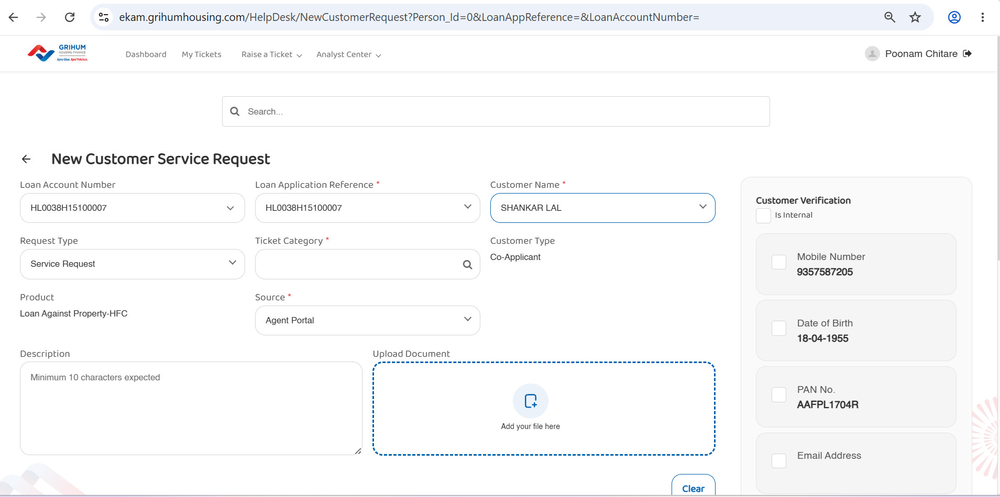 ekam.grihumhousing.com/HelpDesk/NewCustomerRequest?Person_Id=0&LoanAppReference=&LoanAccountNumber=
GRIHUM
HOUSING FINANCE
Apna Ghar. Apni Pehchan.
Dashboard
My Tickets
Raise a Ticket
Analyst Center
Poonam Chitare
Search...
New Customer Service Request
Loan Account Number
Loan Application Reference *
Customer Name *
HL0038H15100007
HL0038H15100007
SHANKAR LAL
Request Type
Ticket Category *
Customer Type
Service Request
Co-Applicant
Product
Source *
Loan Against Property-HFC
Agent Portal
Description
Upload Document
Minimum 10 characters expected
Add your file here
Clear
Customer Verification
Is Internal
Mobile Number
9357587205
Date of Birth
18-04-1955
PAN No.
AAFPL1704R
Email Address